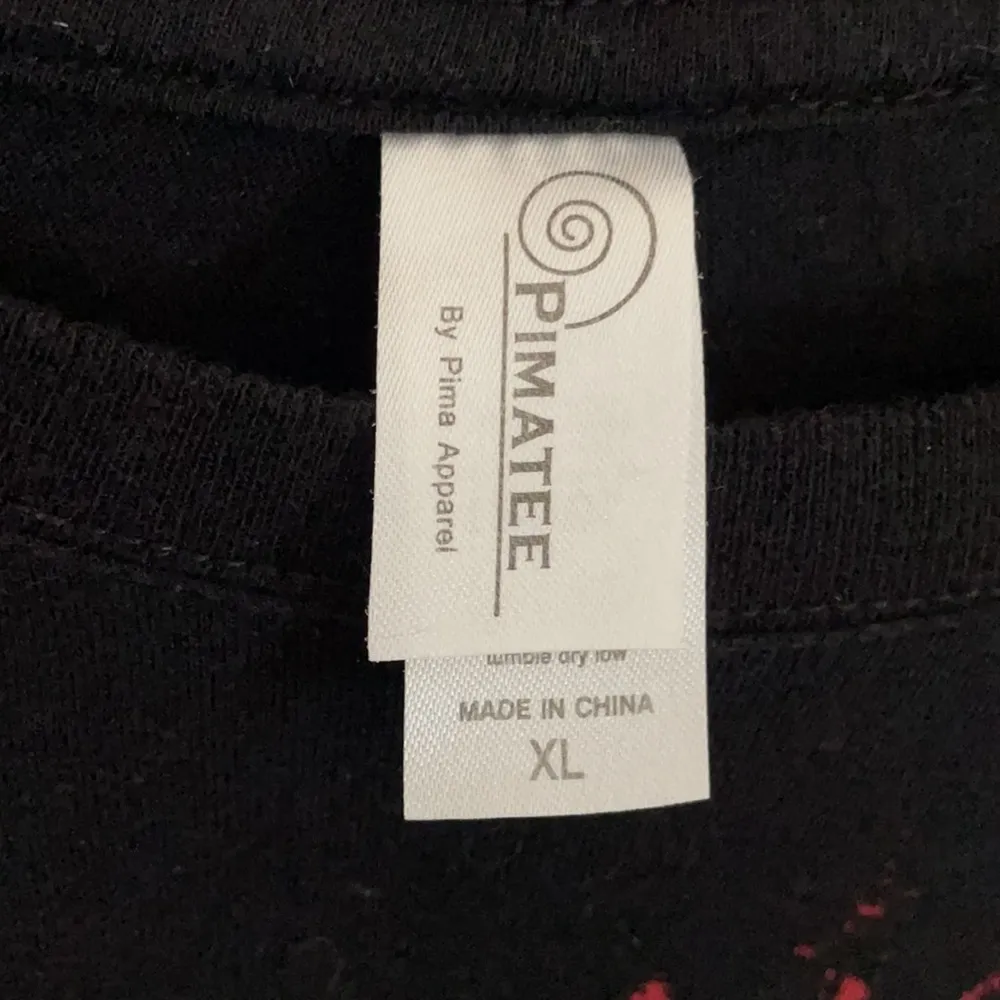 PIMATEE
By Pima Apparel
tumble dry low
MADE IN CHINA
XL